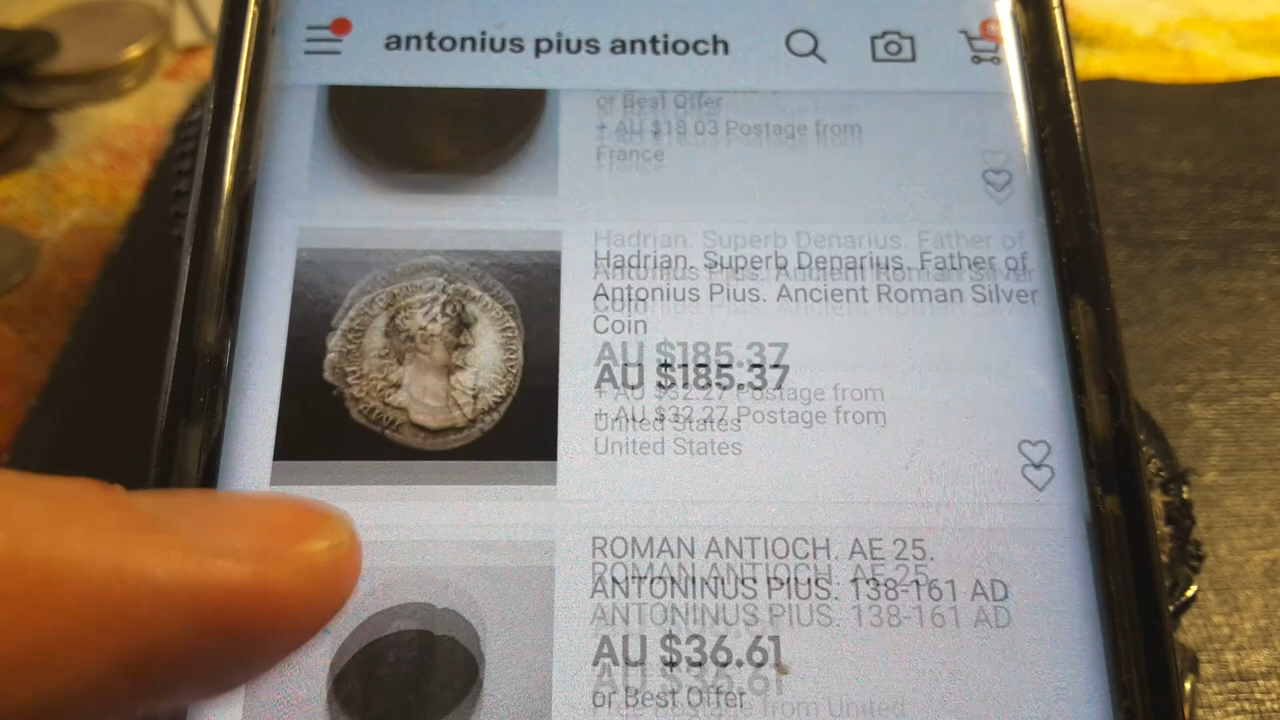 antonius pius antioch
or Best Offer
+ AU $18.03 Postage from
France
Hadrian. Superb Denarius. Father of
Antonius Pius. Ancient Roman Silver
Coin
AU $185.37
+ AU $32.27 Postage from
United States
ROMAN ANTIOCH. AE 25.
ANTONINUS PIUS. 138-161 AD
AU $36.61
or Best Offer